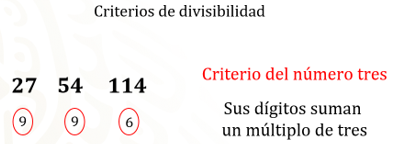 Criterios de divisibilidad
27 54 114
9 9 6
Criterio del número tres
Sus dígitos suman
un múltiplo de tres